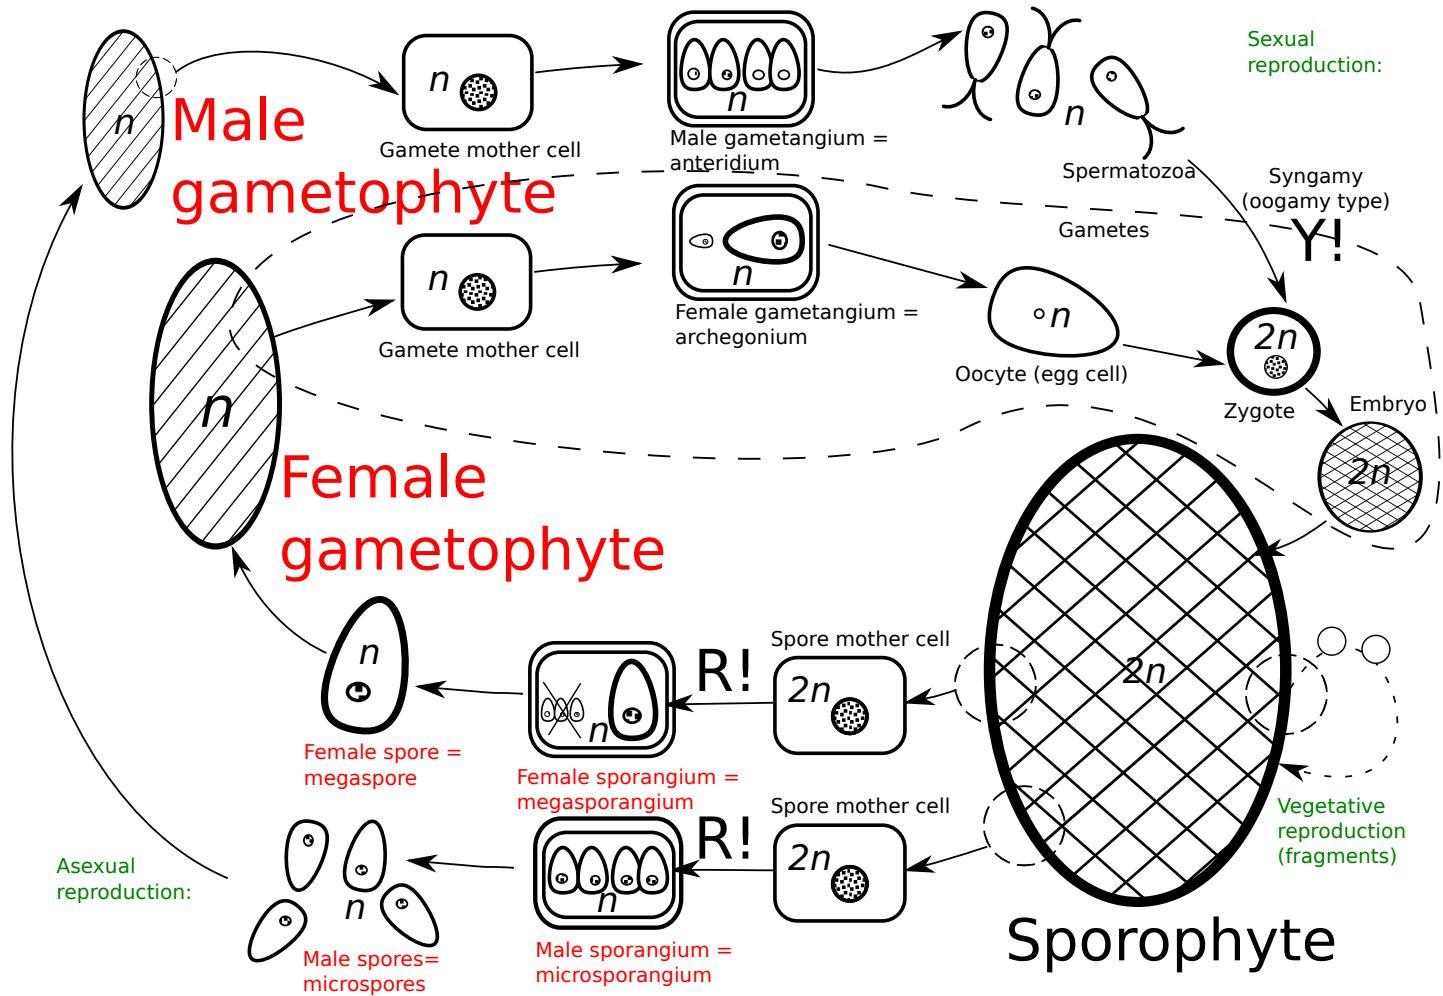 Sexual
reproduction:
n
Male
gametophyte
n
Gamete mother cell
n
Male gametangium =
anteridium
n
Spermatozoa
Syngamy
(oogamy type)
Y!
Gametes
n
Gamete mother cell
n
Female gametangium =
archegonium
n
Oocyte (egg cell)
2n
Zygote
Embryo
2n
n
Female
gametophyte
n
Female spore =
megaspore
n
Female sporangium =
megasporangium
R!
Spore mother cell
2n
2n
Vegetative
reproduction
(fragments)
Asexual
reproduction:
n
Male spores=
microspores
n
Male sporangium =
microsporangium
R!
Spore mother cell
2n
Sporophyte